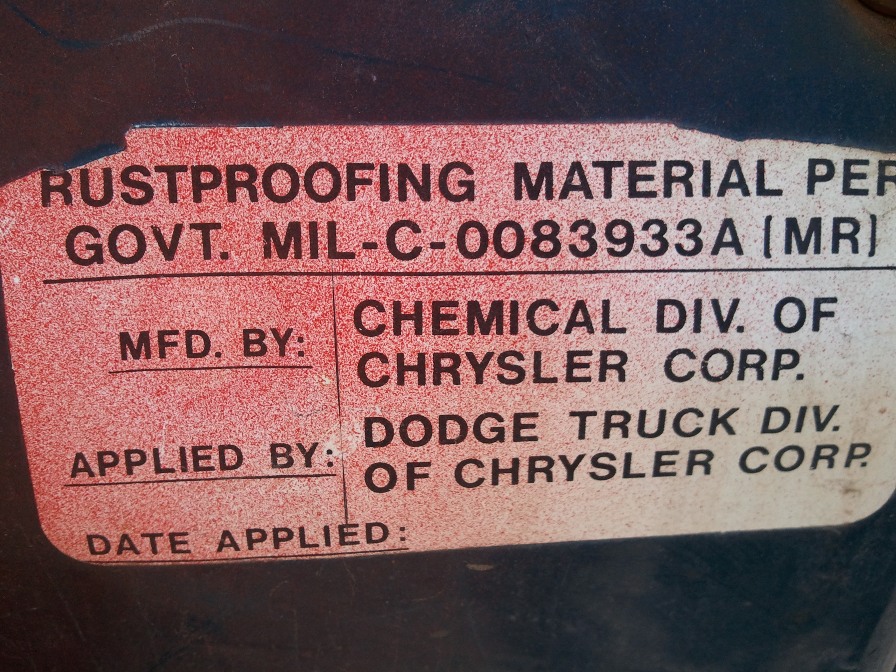 RUSTPROOFING MATERIAL PER
GOVT. MIL-C-0083933A (MR)
MFD. BY: CHEMICAL DIV. OF
CHRYSLER CORP.
APPLIED BY: DODGE TRUCK DIV.
OF CHRYSLER CORP.
DATE APPLIED: